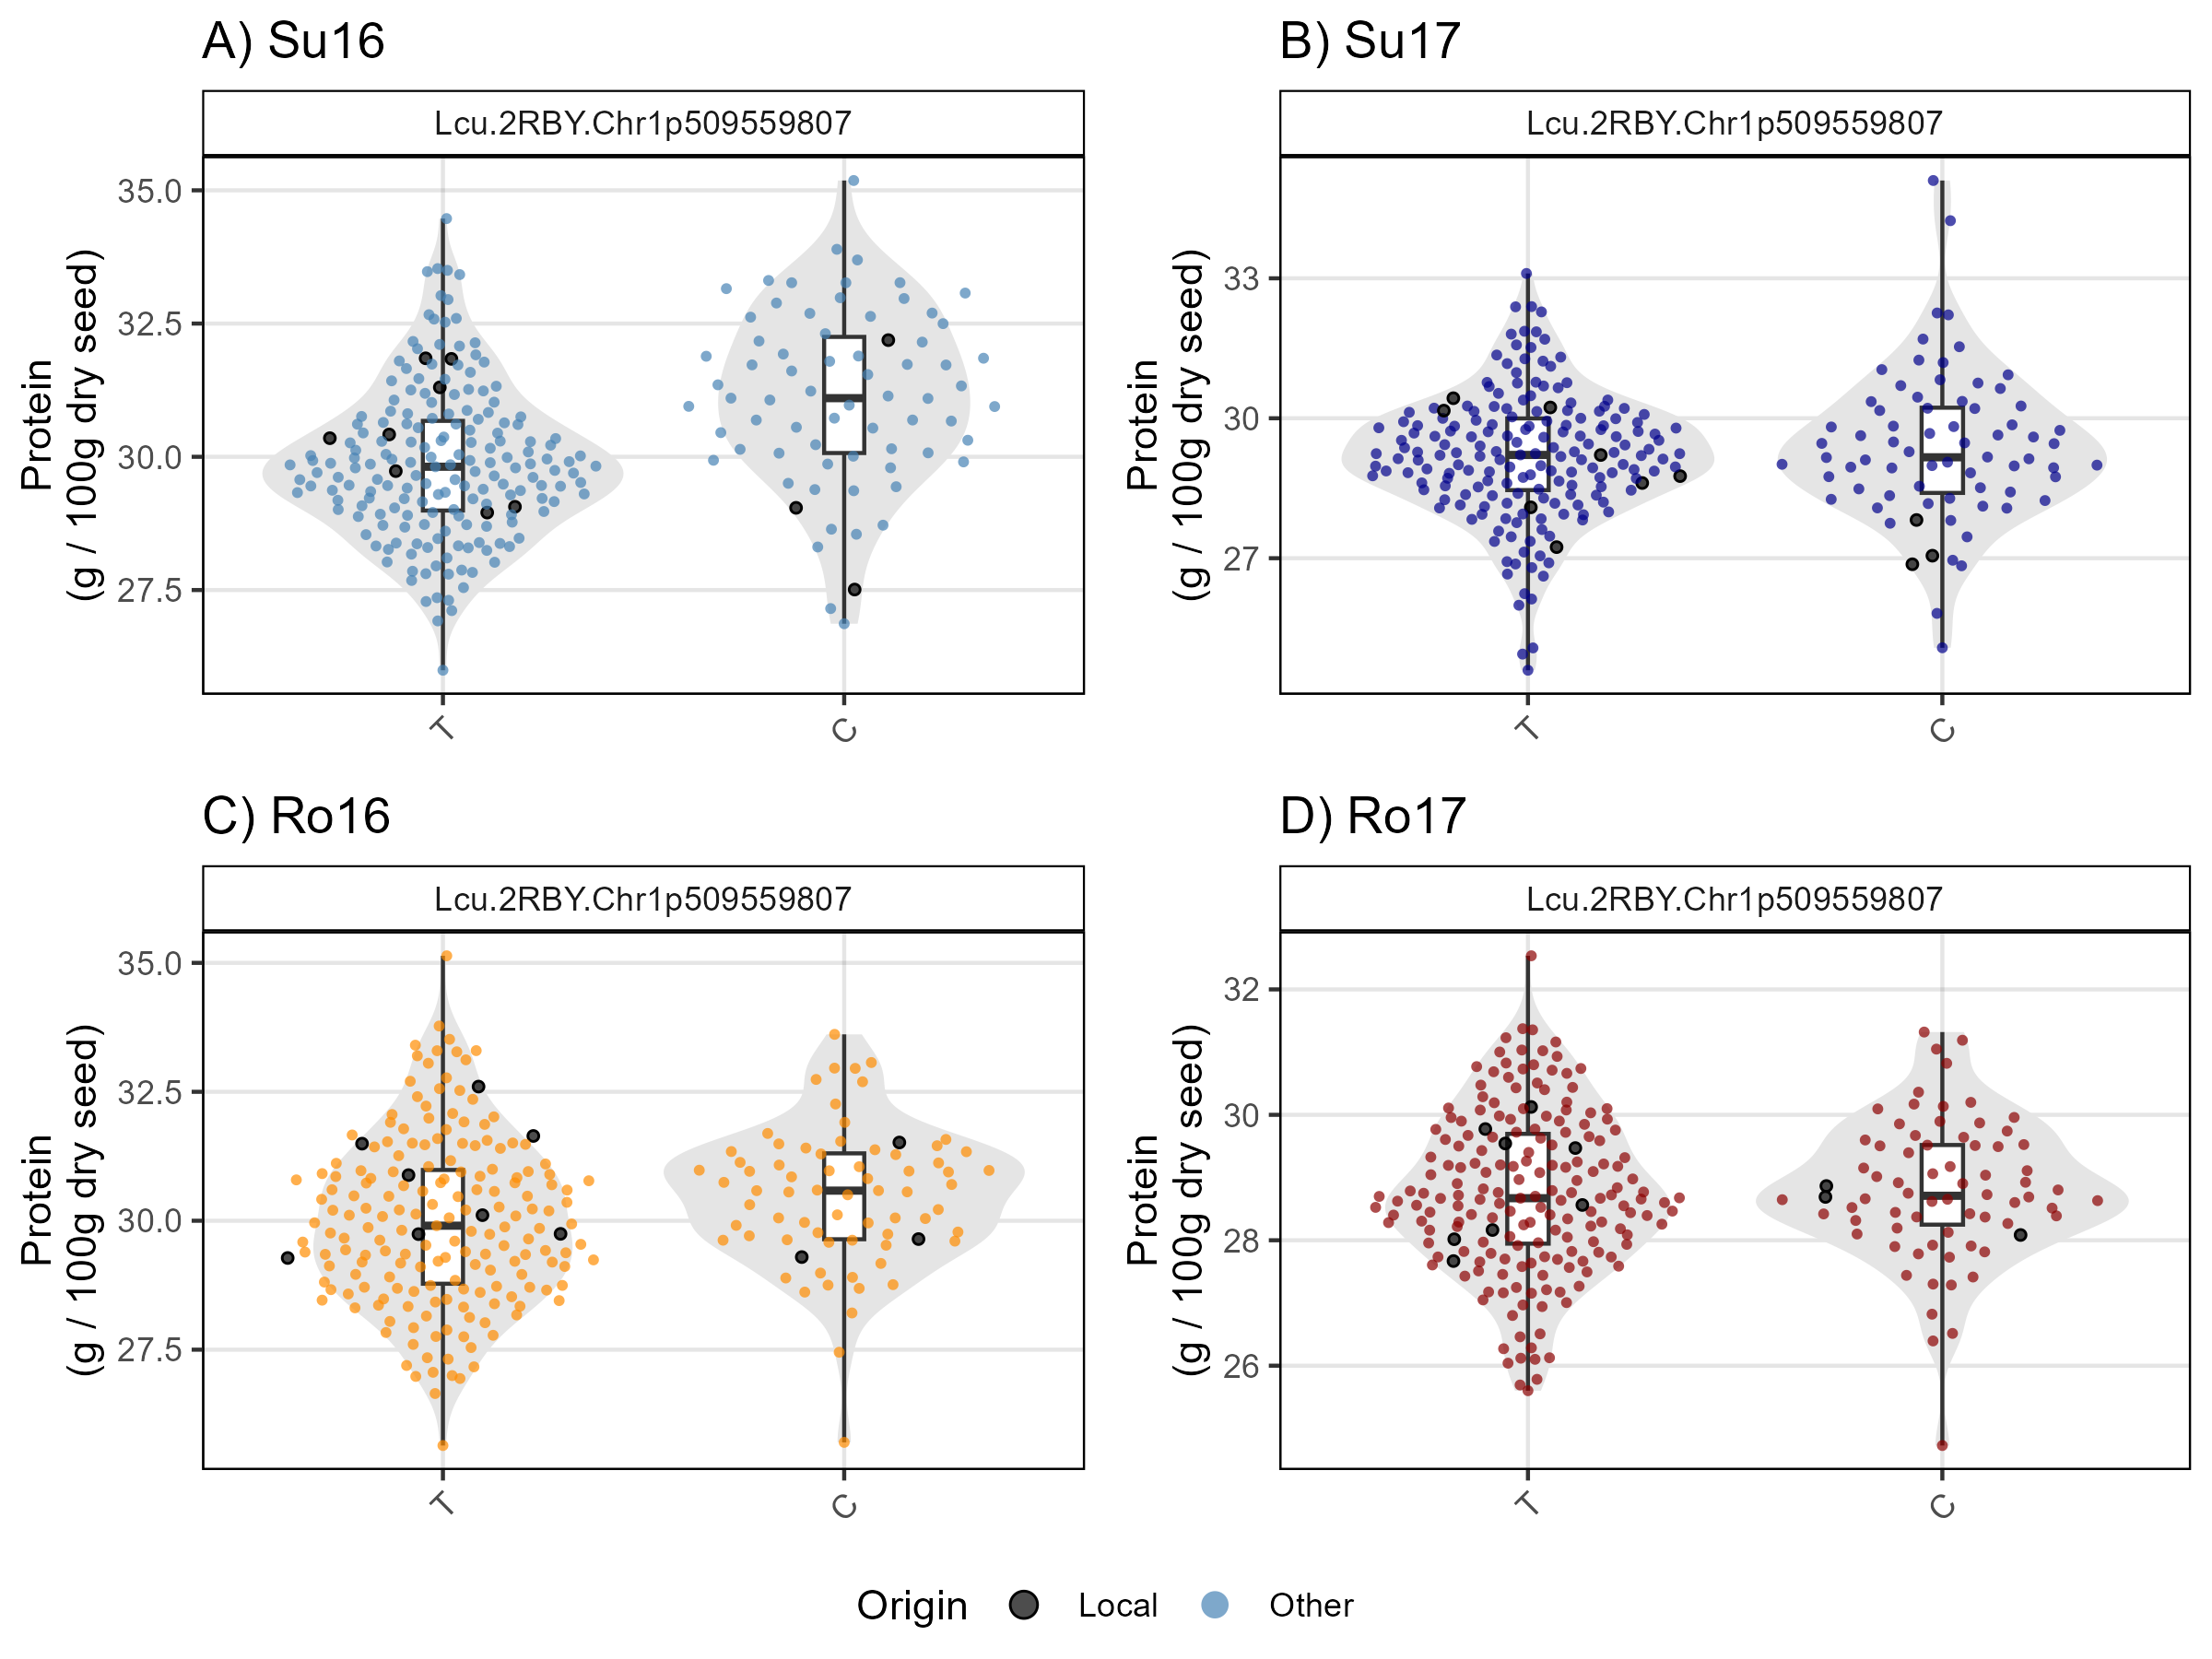 A) Su16
Lcu.2RBY.Chr1p509559807
Protein
(g / 100g dry seed)
35.0
32.5
30.0
27.5
T
C
B) Su17
Lcu.2RBY.Chr1p509559807
Protein
(g / 100g dry seed)
33
30
27
T
C
C) Ro16
Lcu.2RBY.Chr1p509559807
Protein
(g / 100g dry seed)
35.0
32.5
30.0
27.5
T
C
D) Ro17
Lcu.2RBY.Chr1p509559807
Protein
(g / 100g dry seed)
32
30
28
26
T
C
Origin Local Other